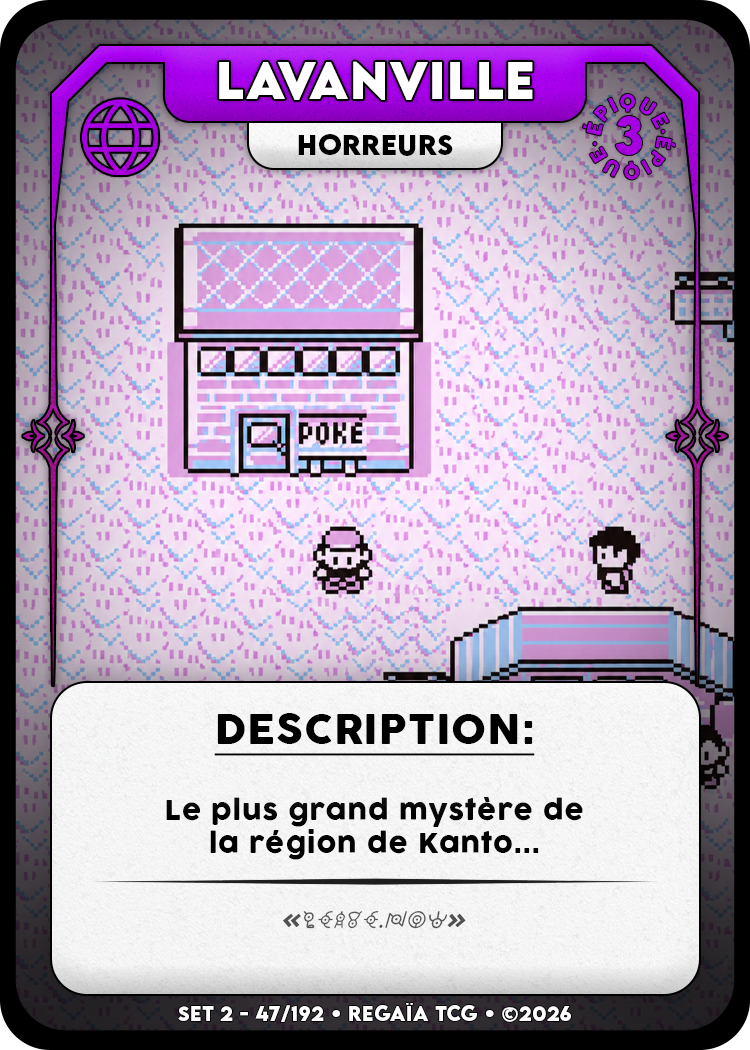 LAVANVILLE
HORREURS
ÉPIQUE·ÉPIQUE·
3
POKÉ
DESCRIPTION:
Le plus grand mystère de
la région de Kanto...
SET 2 - 47/192 • REGAÏA TCG • ©2026